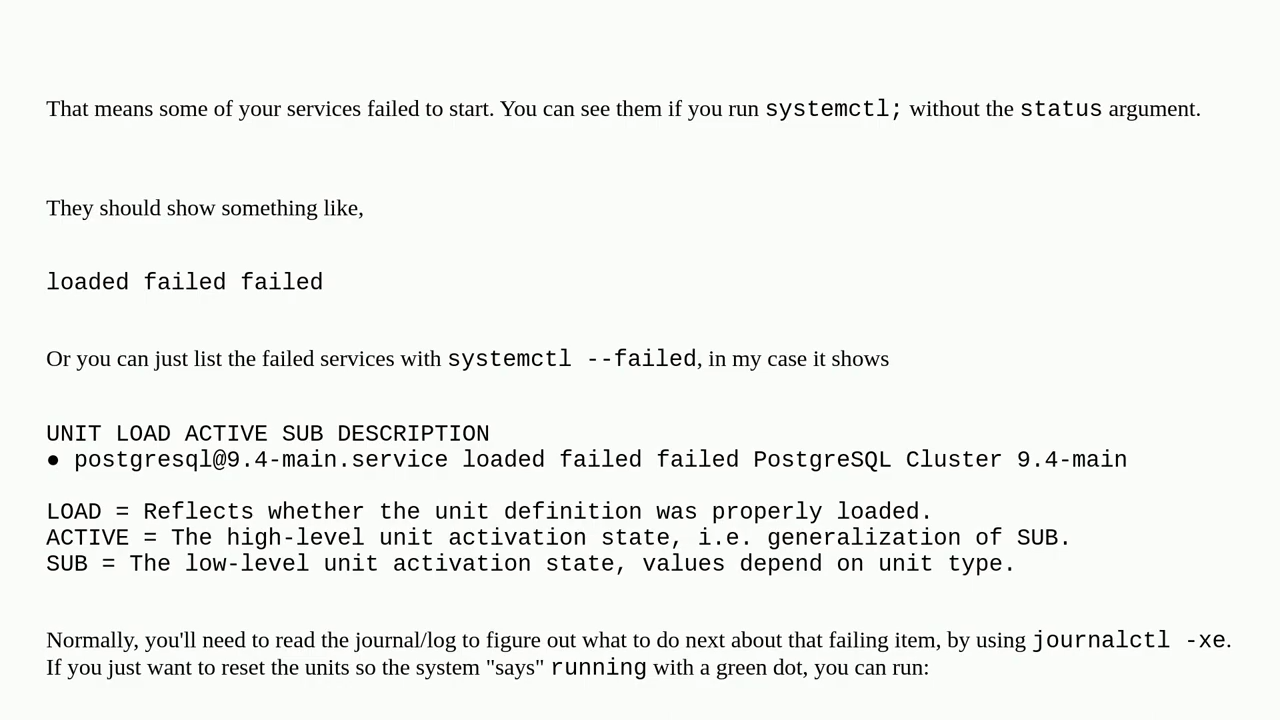 That means some of your services failed to start. You can see them if you run systemctl; without the status argument.
They should show something like,
loaded failed failed
Or you can just list the failed services with systemctl --failed, in my case it shows
UNIT LOAD ACTIVE SUB DESCRIPTION
● postgresql@9.4-main.service loaded failed failed PostgreSQL Cluster 9.4-main
LOAD = Reflects whether the unit definition was properly loaded.
ACTIVE = The high-level unit activation state, i.e. generalization of SUB.
SUB = The low-level unit activation state, values depend on unit type.
Normally, you'll need to read the journal/log to figure out what to do next about that failing item, by using journalctl -xe.
If you just want to reset the units so the system "says" running with a green dot, you can run: